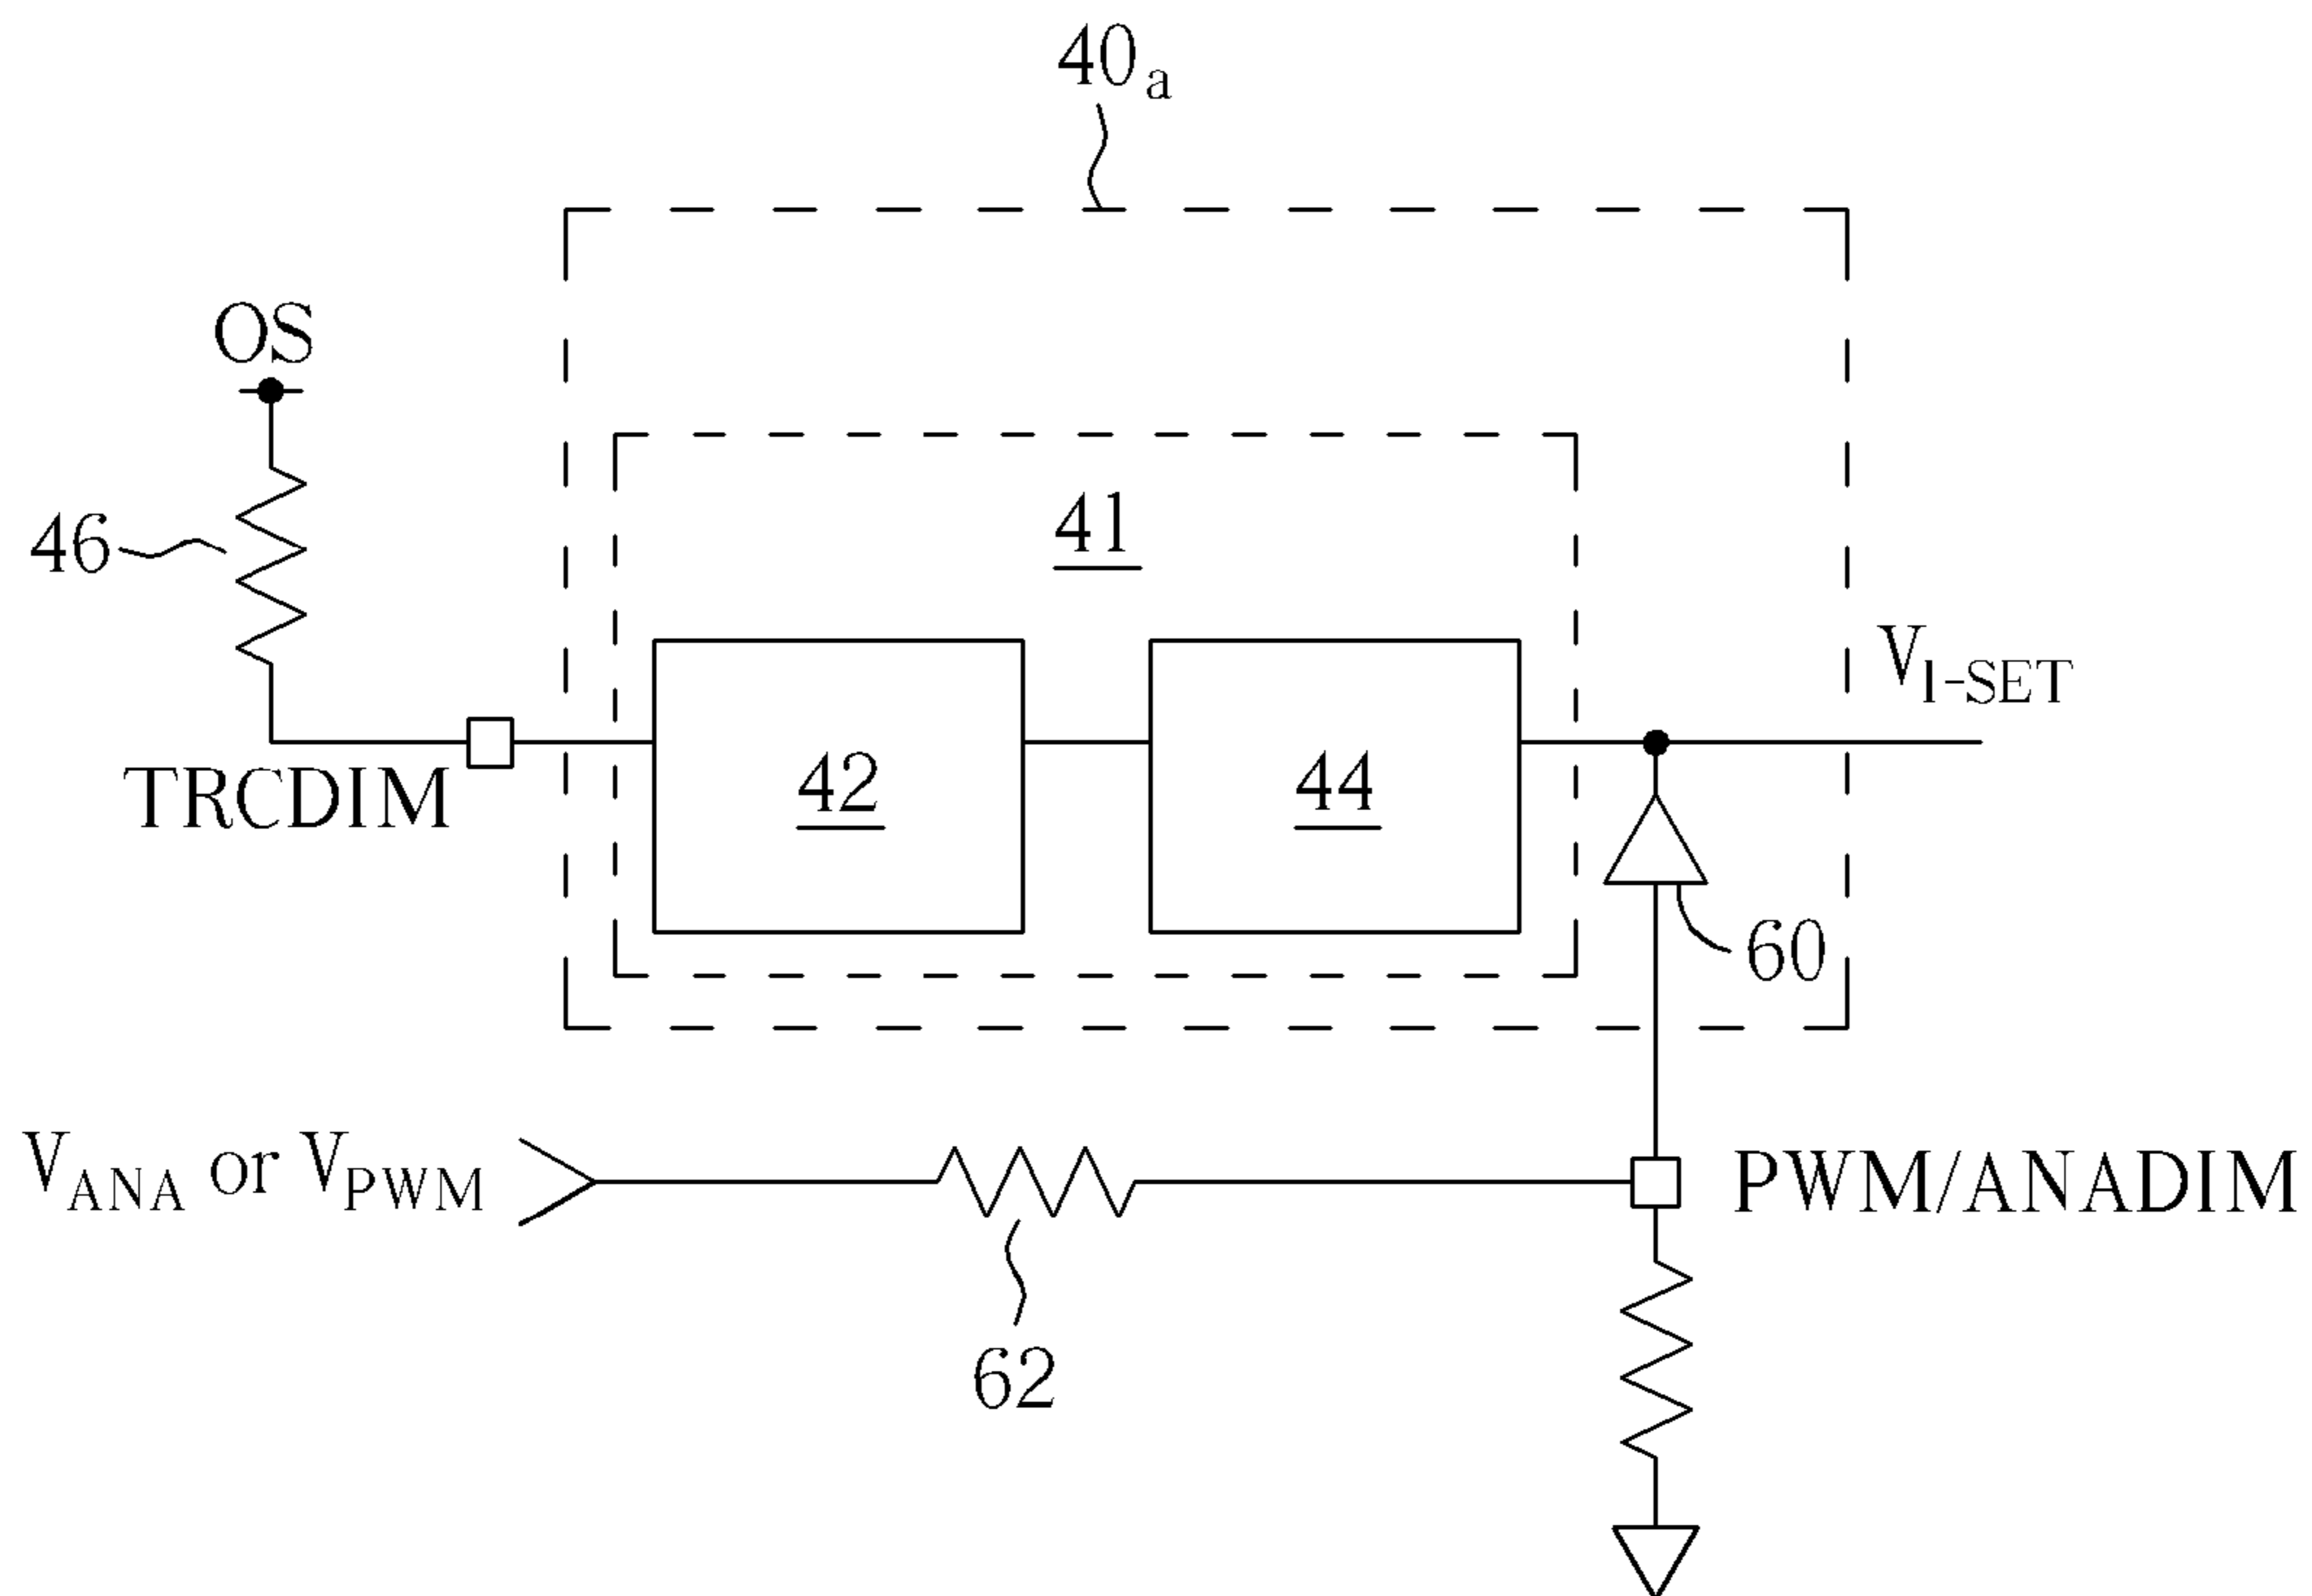 40a
OS
46
41
VI-SET
42
44
TRCDIM
60
VANA or VPWM
PWM/ANADIM
62